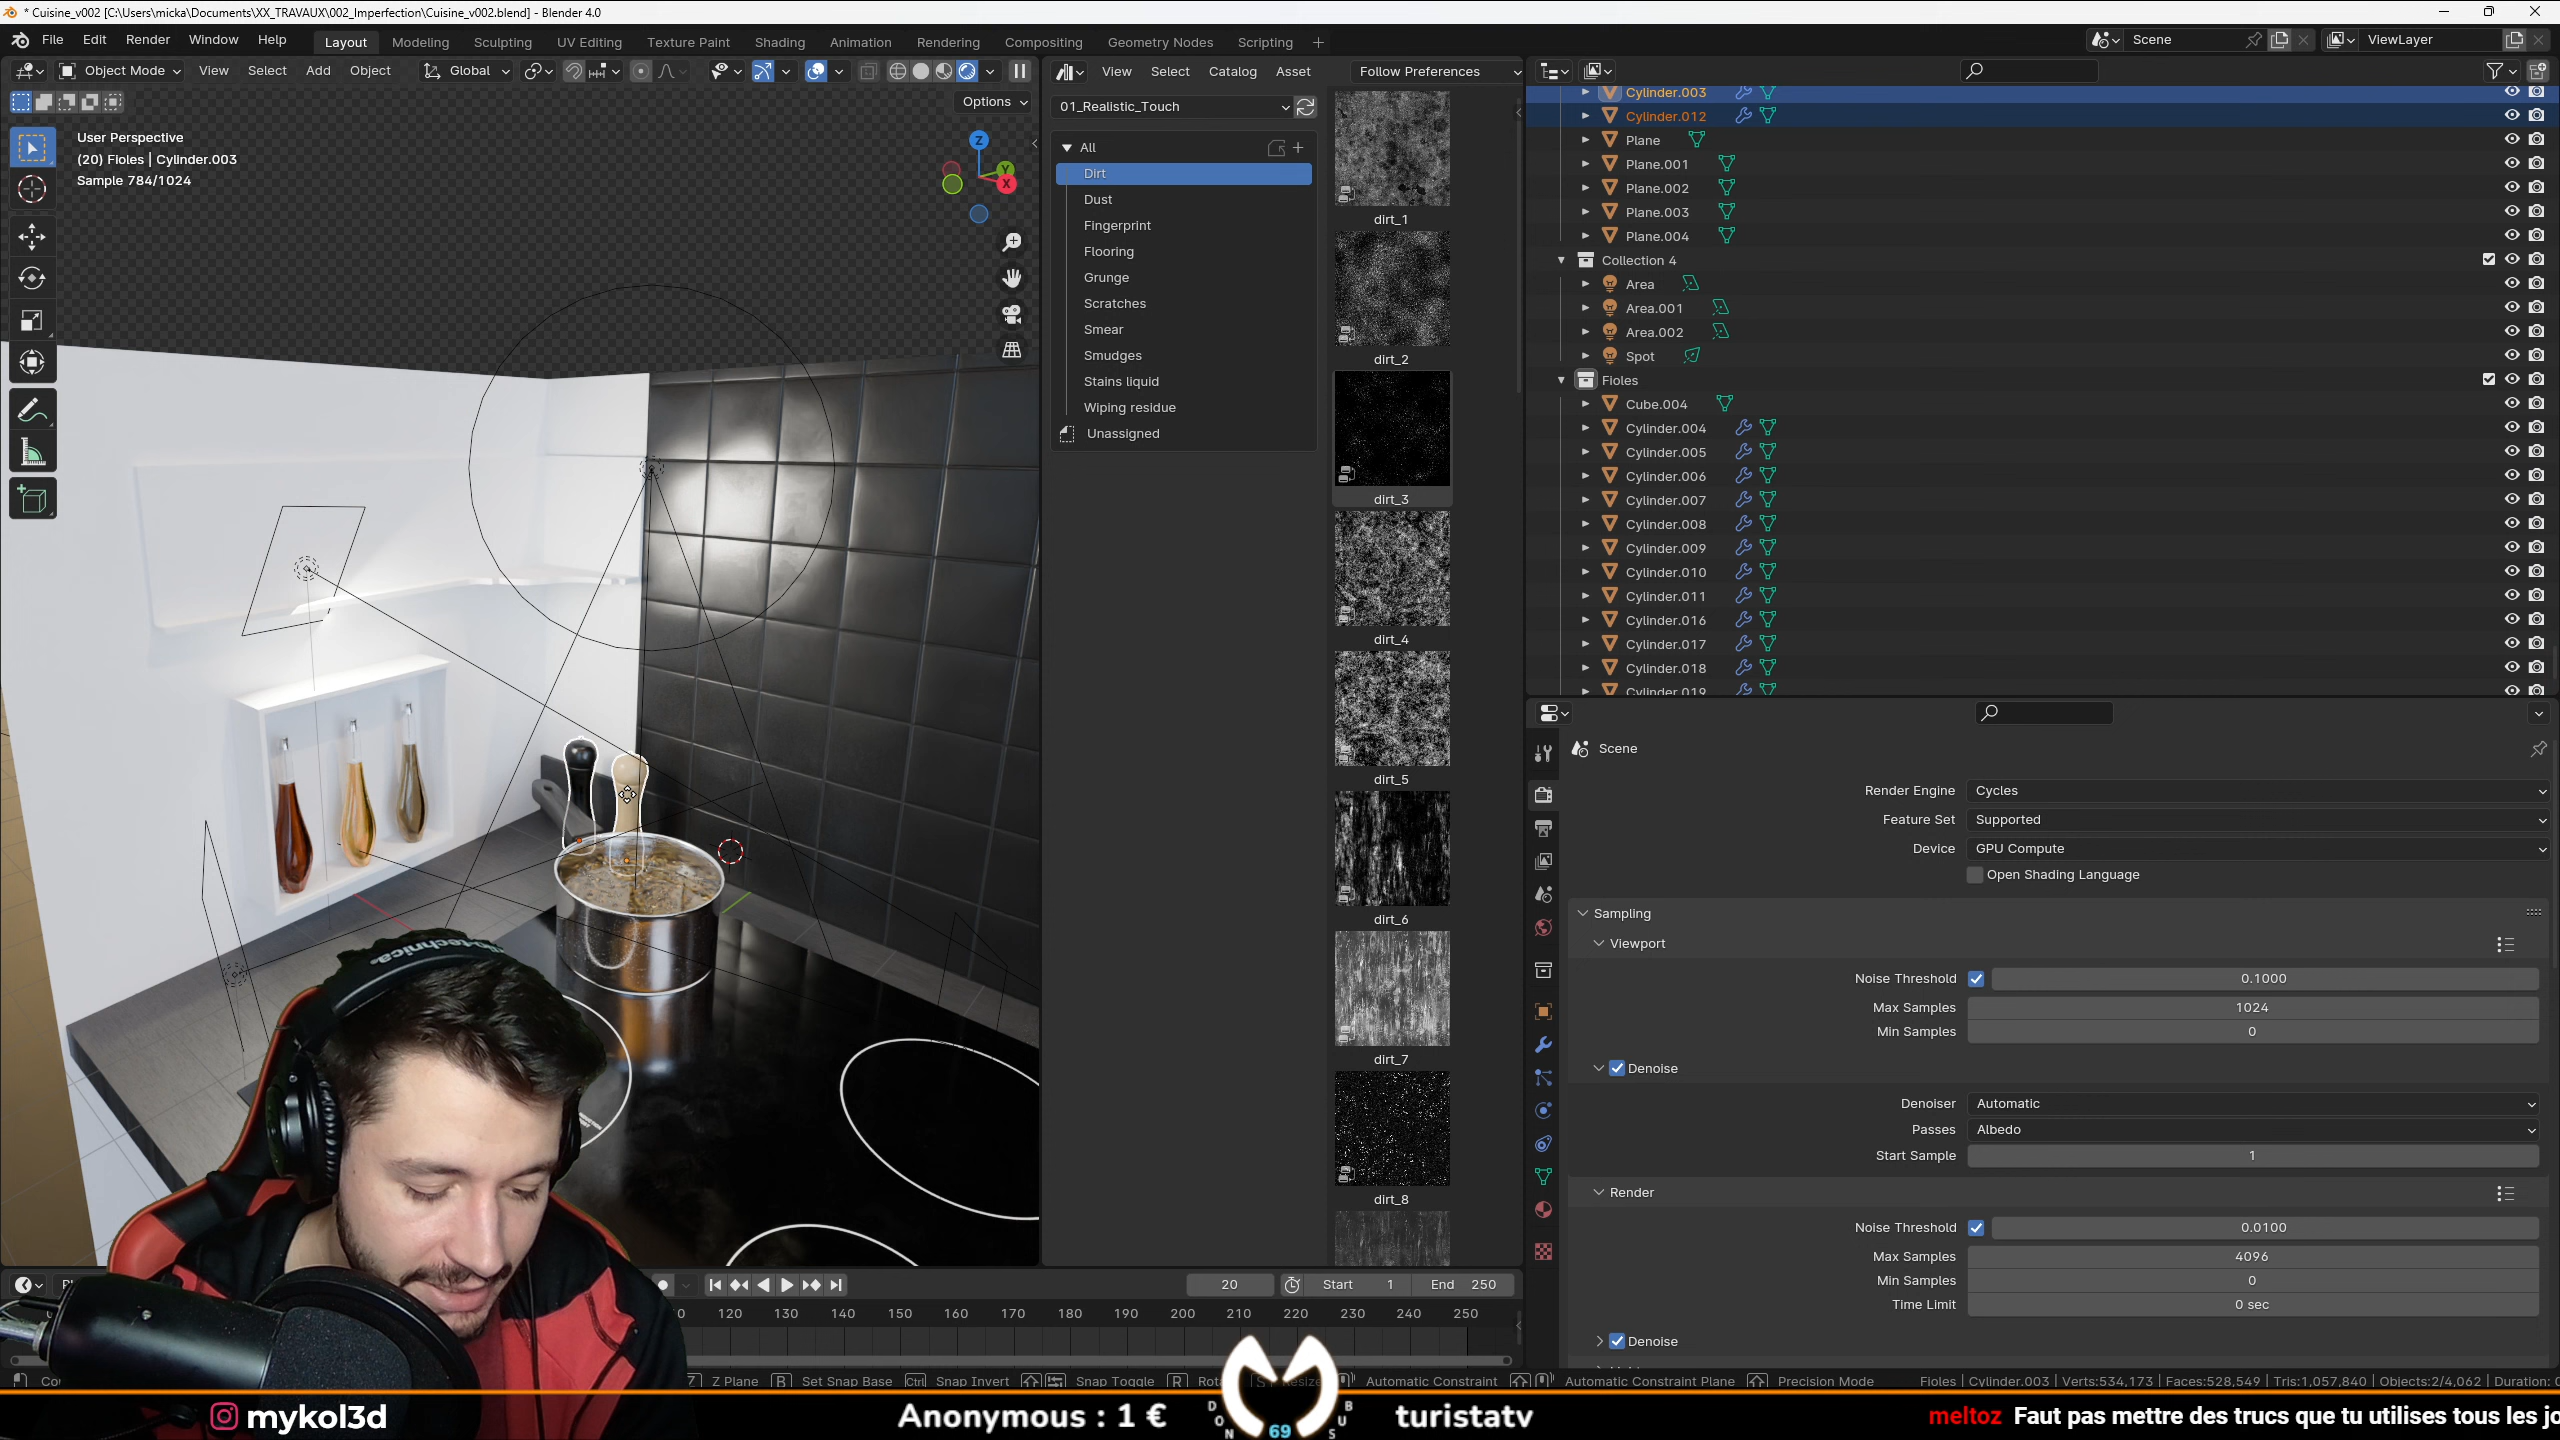 * Cuisine_v002 [C:\Users\micka\Documents\XX_TRAVAUX\002_Imperfection\Cuisine_v002.blend] - Blender 4.0
File Edit Render Window Help Layout Modeling Sculpting UV Editing Texture Paint Shading Animation Rendering Compositing Geometry Nodes Scripting + Scene ViewLayer
Object Mode View Select Add Object Global View Select Catalog Asset Follow Preferences
Options
01_Realistic_Touch
User Perspective
(20) Fioles | Cylinder.003
Sample 784/1024
Z
Y
X
All
Dirt
Dust
Fingerprint
Flooring
Grunge
Scratches
Smear
Smudges
Stains liquid
Wiping residue
Unassigned
dirt_1
dirt_2
dirt_3
dirt_4
dirt_5
dirt_6
dirt_7
dirt_8
Cylinder.003
Cylinder.012
Plane
Plane.001
Plane.002
Plane.003
Plane.004
Collection 4
Area
Area.001
Area.002
Spot
Fioles
Cube.004
Cylinder.004
Cylinder.005
Cylinder.006
Cylinder.007
Cylinder.008
Cylinder.009
Cylinder.010
Cylinder.011
Cylinder.016
Cylinder.017
Cylinder.018
Cylinder.019
Scene
Render Engine Cycles
Feature Set Supported
Device GPU Compute
Open Shading Language
Sampling
Viewport
Noise Threshold 0.1000
Max Samples 1024
Min Samples 0
Denoise
Denoiser Automatic
Passes Albedo
Start Sample 1
Render
Noise Threshold 0.0100
Max Samples 4096
Min Samples 0
Time Limit 0 sec
Denoise
20 Start 1 End 250
120 130 140 150 160 170 180 190 200 210 220 230 240 250
Z Plane B Set Snap Base Ctrl Snap Invert Snap Toggle R Automatic Constraint Automatic Constraint Plane Precision Mode Fioles | Cylinder.003 | Verts:534,173 | Faces:528,549 | Tris:1,057,840 | Objects:2/4,062 | Duration:
mykol3d Anonymous : 1 € DON 69 BUS turistatv meltoz Faut pas mettre des trucs que tu utilises tous les